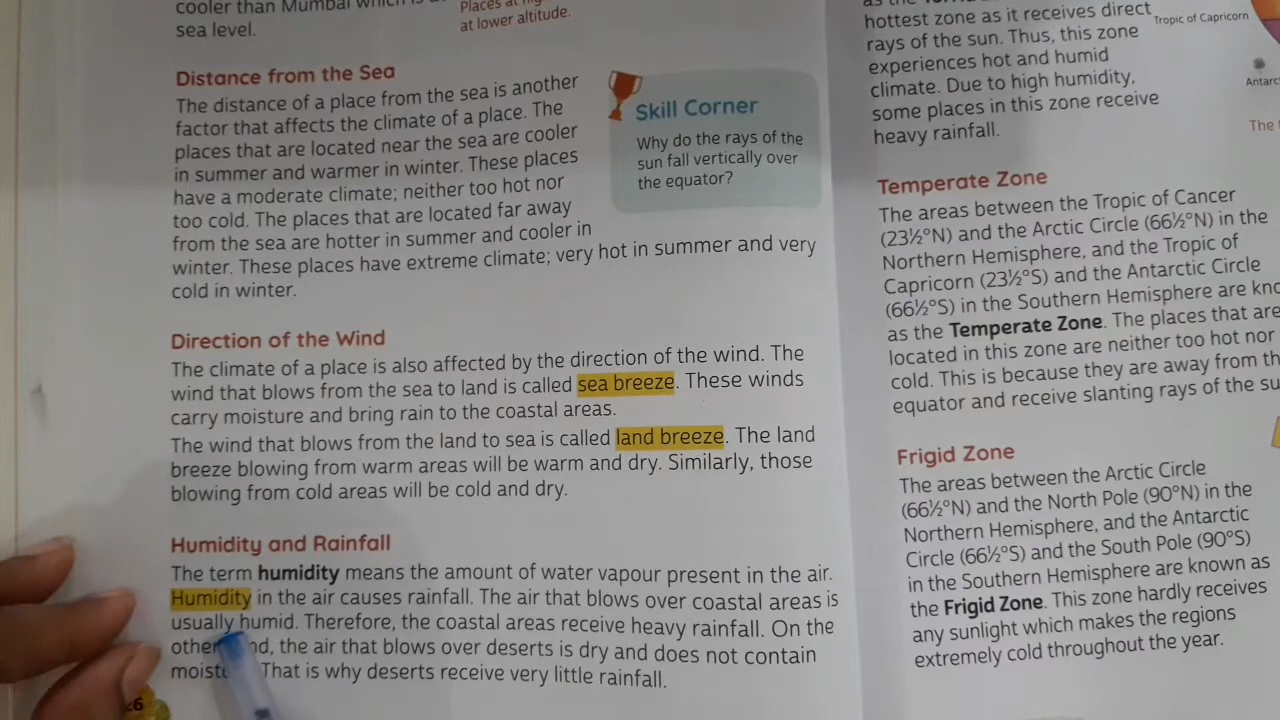 cooler than Mumbai which is
sea level.
Places at
at lower altitude.
Distance from the Sea
The distance of a place from the sea is another
factor that affects the climate of a place. The
places that are located near the sea are cooler
in summer and warmer in winter. These places
have a moderate climate; neither too hot nor
too cold. The places that are located far away
from the sea are hotter in summer and cooler in
winter. These places have extreme climate; very hot in summer and very
cold in winter.
Skill Corner
Why do the rays of the
sun fall vertically over
the equator?
Direction of the Wind
The climate of a place is also affected by the direction of the wind. The
wind that blows from the sea to land is called sea breeze. These winds
carry moisture and bring rain to the coastal areas.
The wind that blows from the land to sea is called land breeze. The land
breeze blowing from warm areas will be warm and dry. Similarly, those
blowing from cold areas will be cold and dry.
Humidity and Rainfall
The term humidity means the amount of water vapour present in the air.
Humidity in the air causes rainfall. The air that blows over coastal areas is
usually humid. Therefore, the coastal areas receive heavy rainfall. On the
other the air that blows over deserts is dry and does not contain
That is why deserts receive very little rainfall.
26
as the
hottest zone as it receives direct
rays of the sun. Thus, this zone
experiences hot and humid
climate. Due to high humidity,
some places in this zone receive
heavy rainfall.
Tropic of Capricorn
The
Temperate Zone
The areas between the Tropic of Cancer
(23½°N) and the Arctic Circle (66½°N) in the
Northern Hemisphere, and the Tropic of
Capricorn (23½°S) and the Antarctic Circle
(66½°S) in the Southern Hemisphere are
as the Temperate Zone. The places that are
located in this zone are neither too hot nor
cold. This is because they are away from
equator and receive slanting rays of the
Frigid Zone
The areas between the Arctic Circle
(66½°N) and the North Pole (90°N) in the
Northern Hemisphere, and the Antarctic
Circle (66½°S) and the South Pole (90°S)
in the Southern Hemisphere are known as
the Frigid Zone. This zone hardly receives
any sunlight which makes the regions
extremely cold throughout the year.